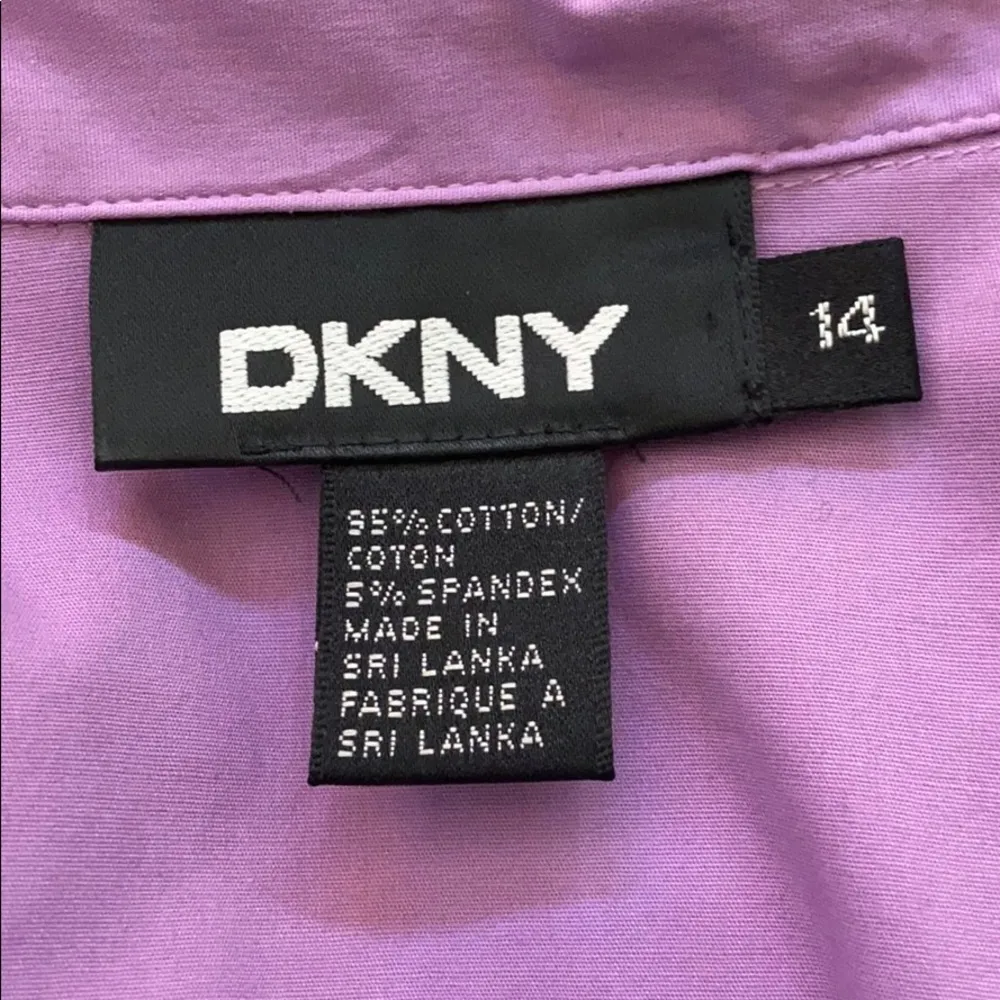 DKNY
14
95% COTTON/
COTON
5% SPANDEX
MADE IN
SRI LANKA
FABRIQUE A
SRI LANKA